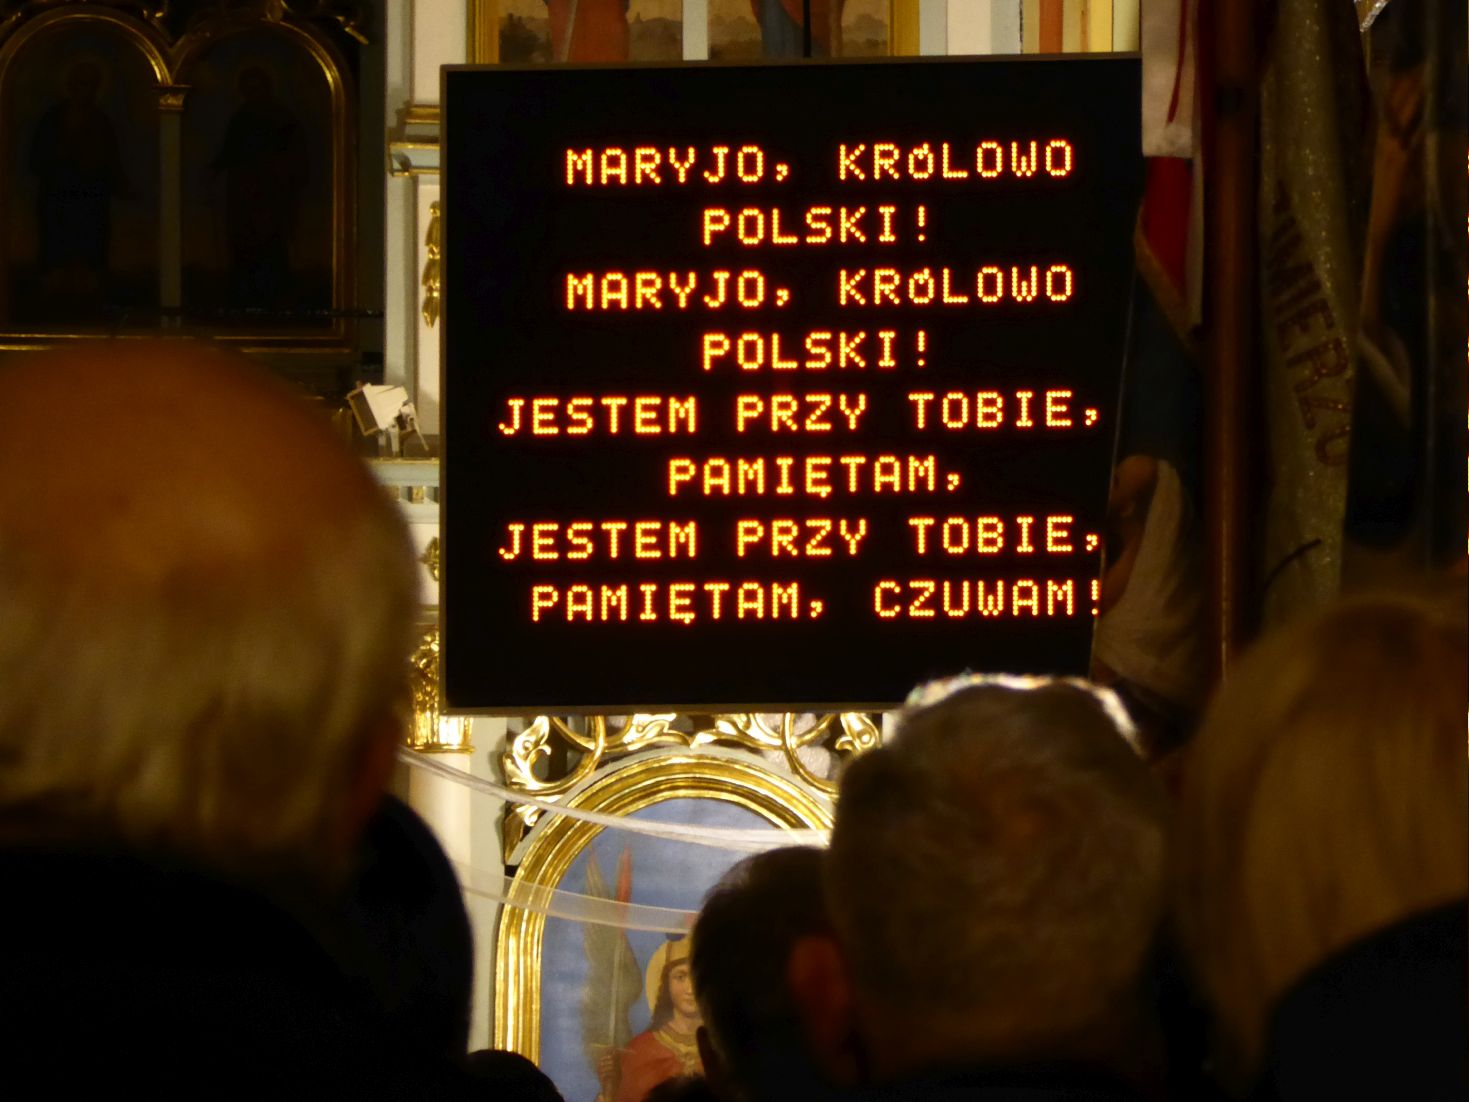 MARYJO, KRÓLOWO
POLSKI!
MARYJO, KRÓLOWO
POLSKI!
JESTEM PRZY TOBIE,
PAMIĘTAM,
JESTEM PRZY TOBIE,
PAMIĘTAM, CZUWAM!